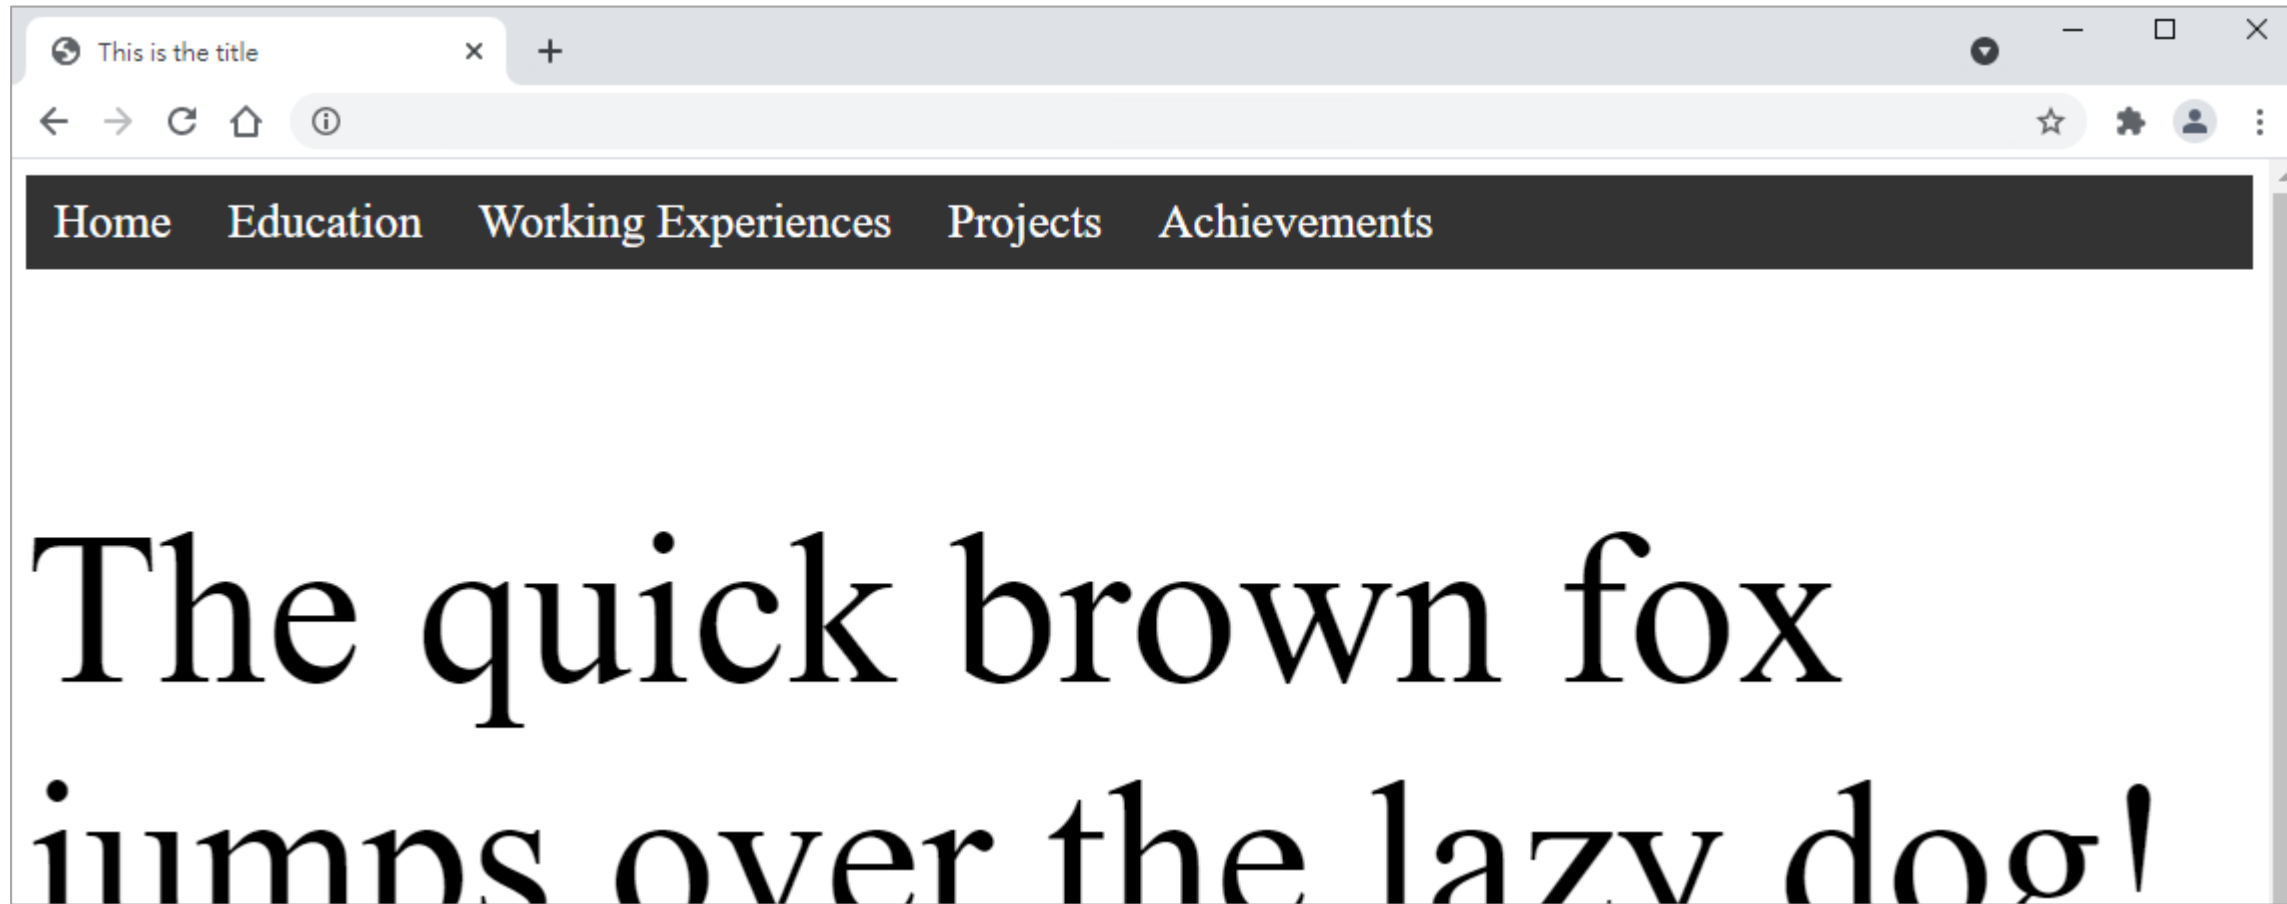 This is the title
Home Education Working Experiences Projects Achievements
The quick brown fox
jumps over the lazy dog!